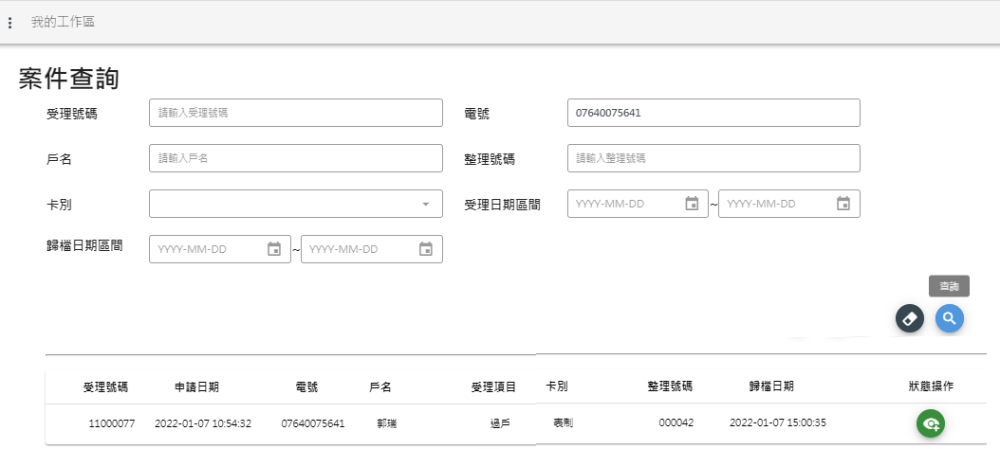 我的工作區
案件查詢
受理號碼 請輸入受理號碼 電號 07640075641
戶名 請輸入戶名 整理號碼 請輸入整理號碼
卡別 受理日期區間 YYYY-MM-DD ~ YYYY-MM-DD
歸檔日期區間 YYYY-MM-DD ~ YYYY-MM-DD
查詢
受理號碼 申請日期 電號 戶名 受理項目 卡別 整理號碼 歸檔日期 狀態操作
11000077 2022-01-07 10:54:32 07640075641 郭瑞 過戶 表制 000042 2022-01-07 15:00:35